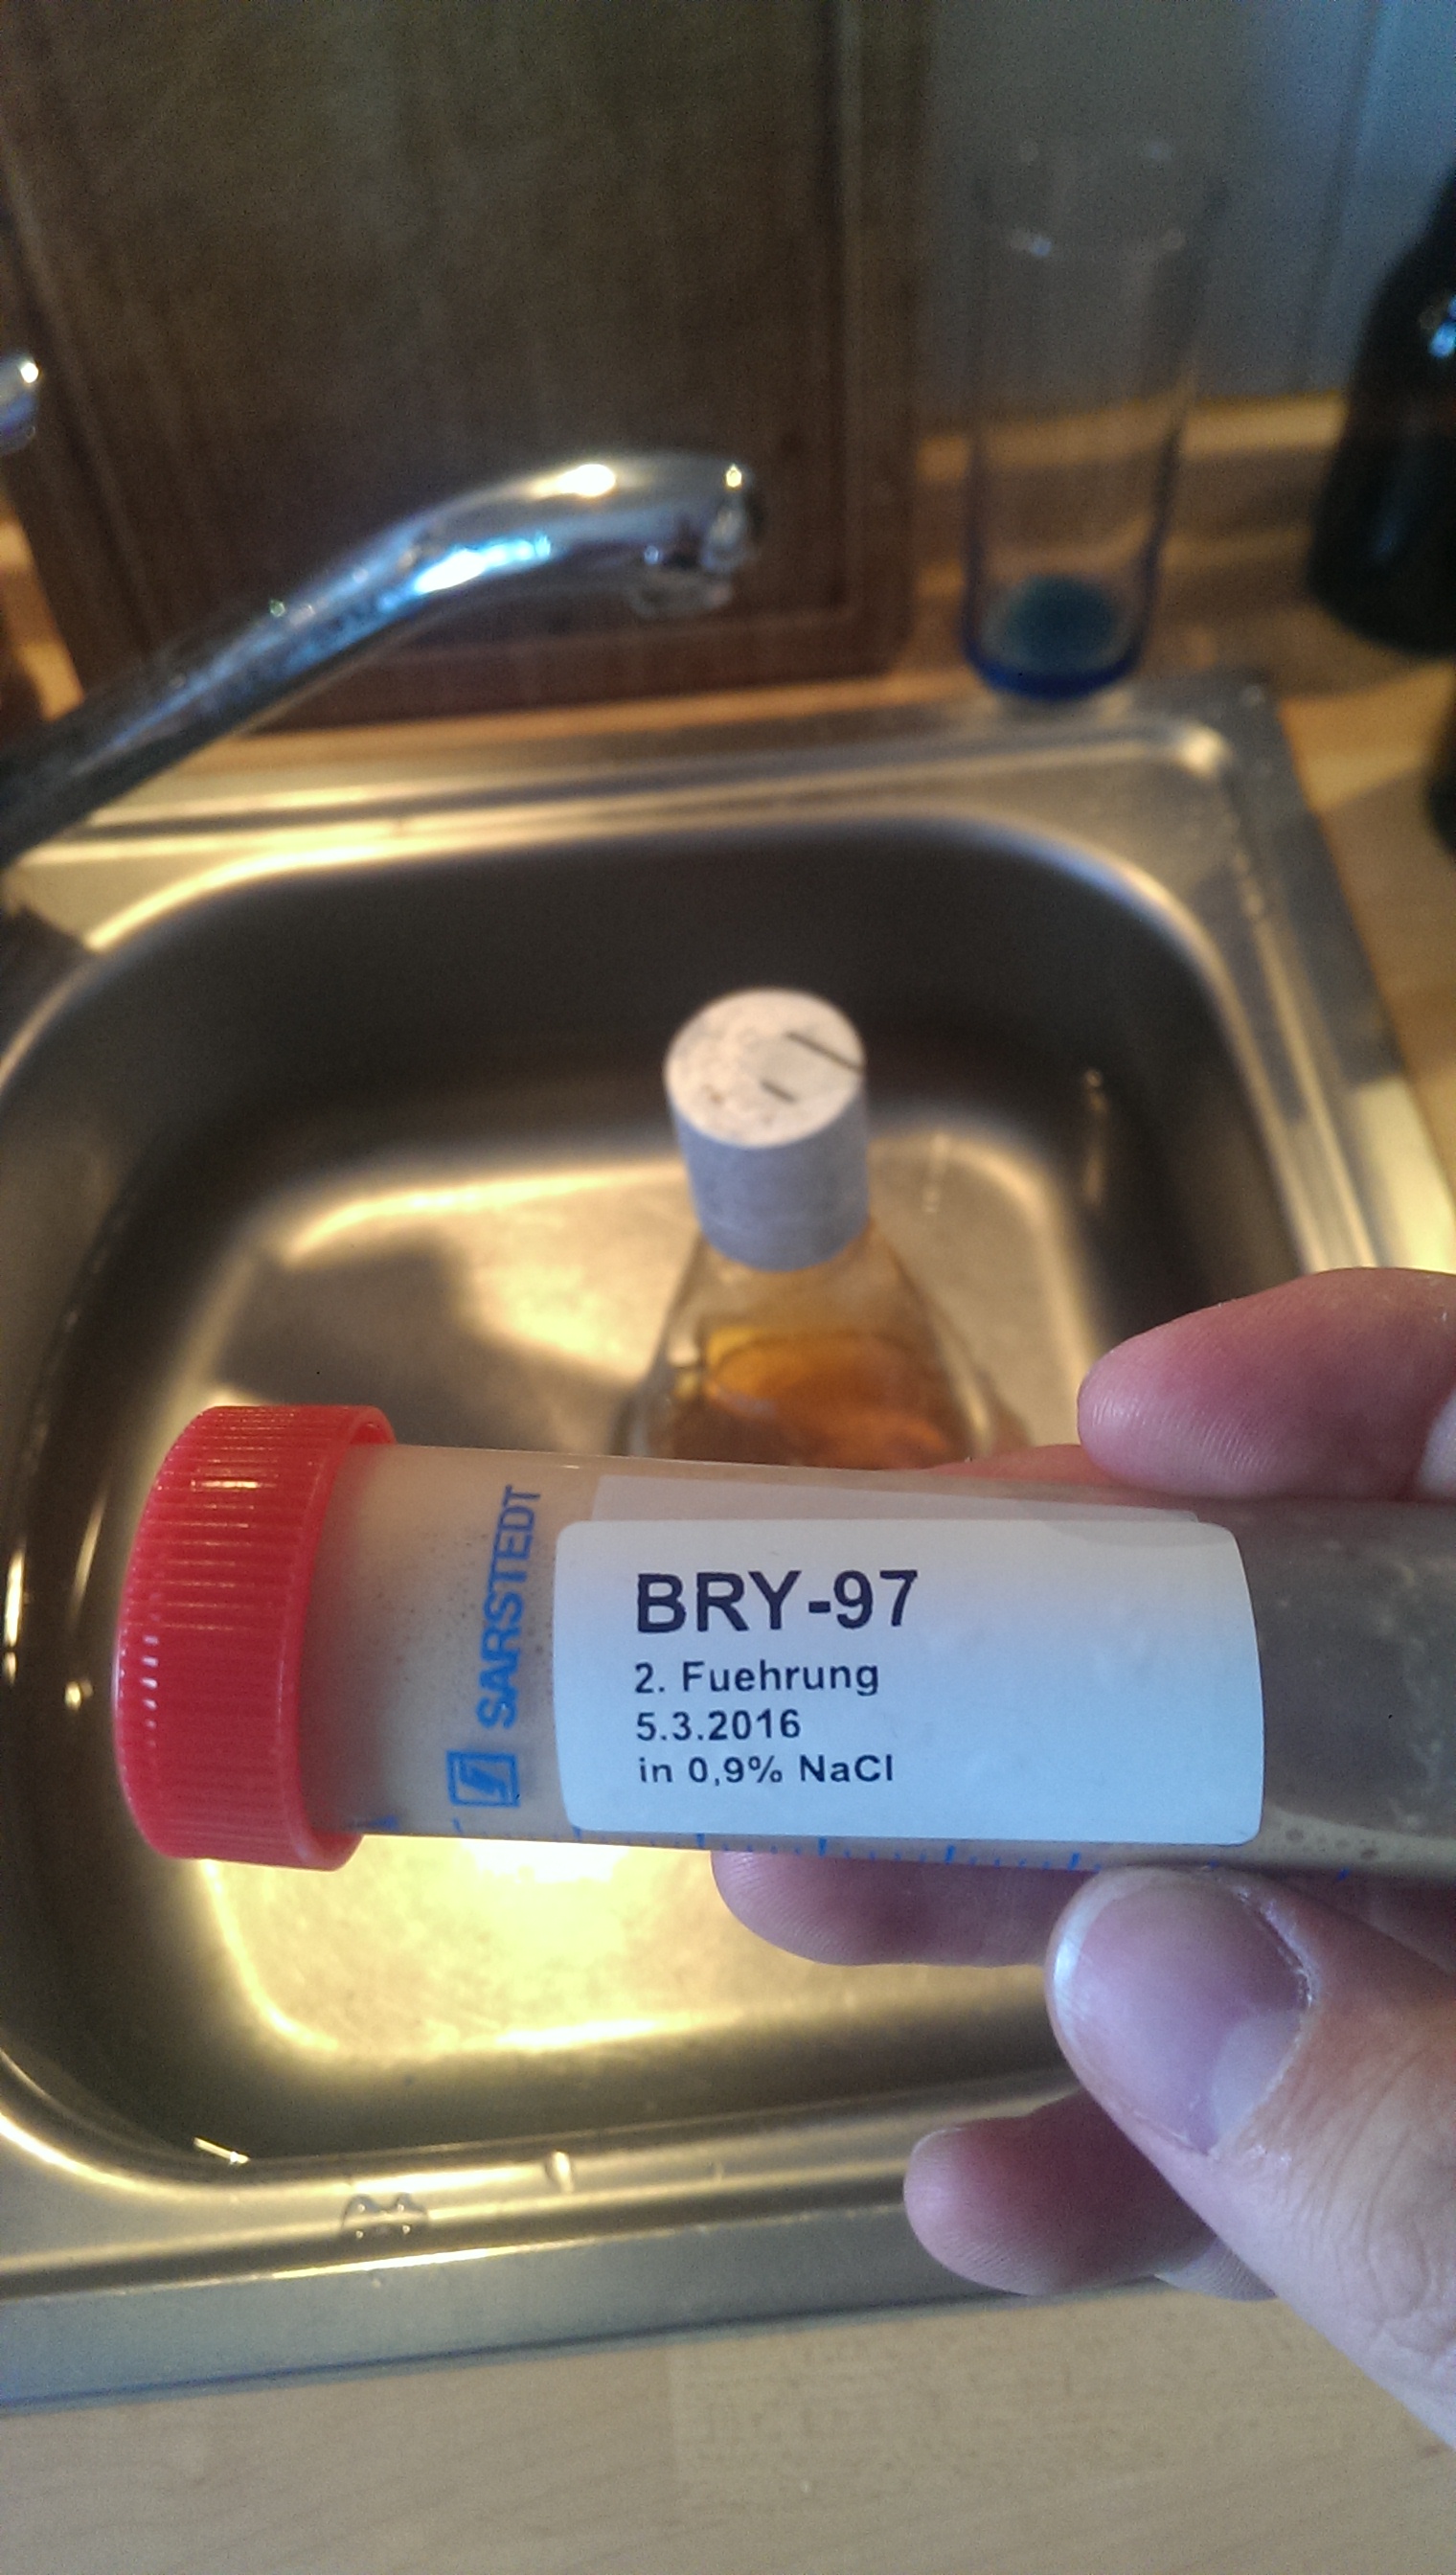 SARSTEDT
BRY-97
2. Fuehrung
5.3.2016
in 0,9% NaCl